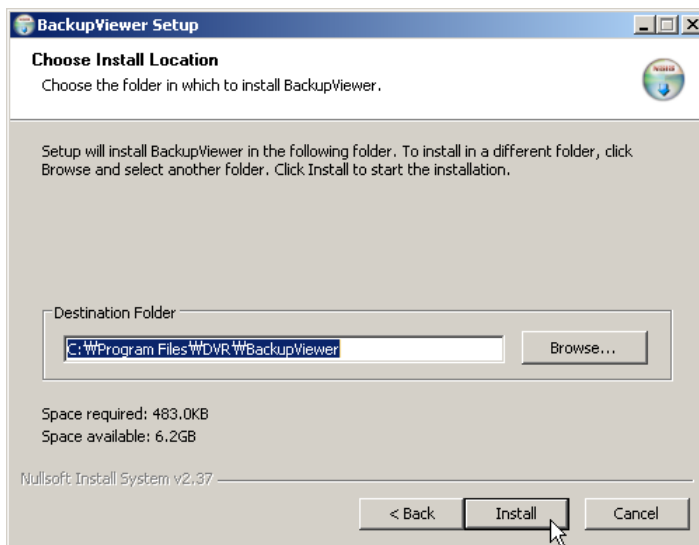 BackupViewer Setup
Choose Install Location
Choose the folder in which to install BackupViewer.
Setup will install BackupViewer in the following folder. To install in a different folder, click
Browse and select another folder. Click Install to start the installation.
Destination Folder
C:₩Program Files₩DVR₩BackupViewer
Browse...
Space required: 483.0KB
Space available: 6.2GB
Nullsoft Install System v2.37
< Back
Install
Cancel